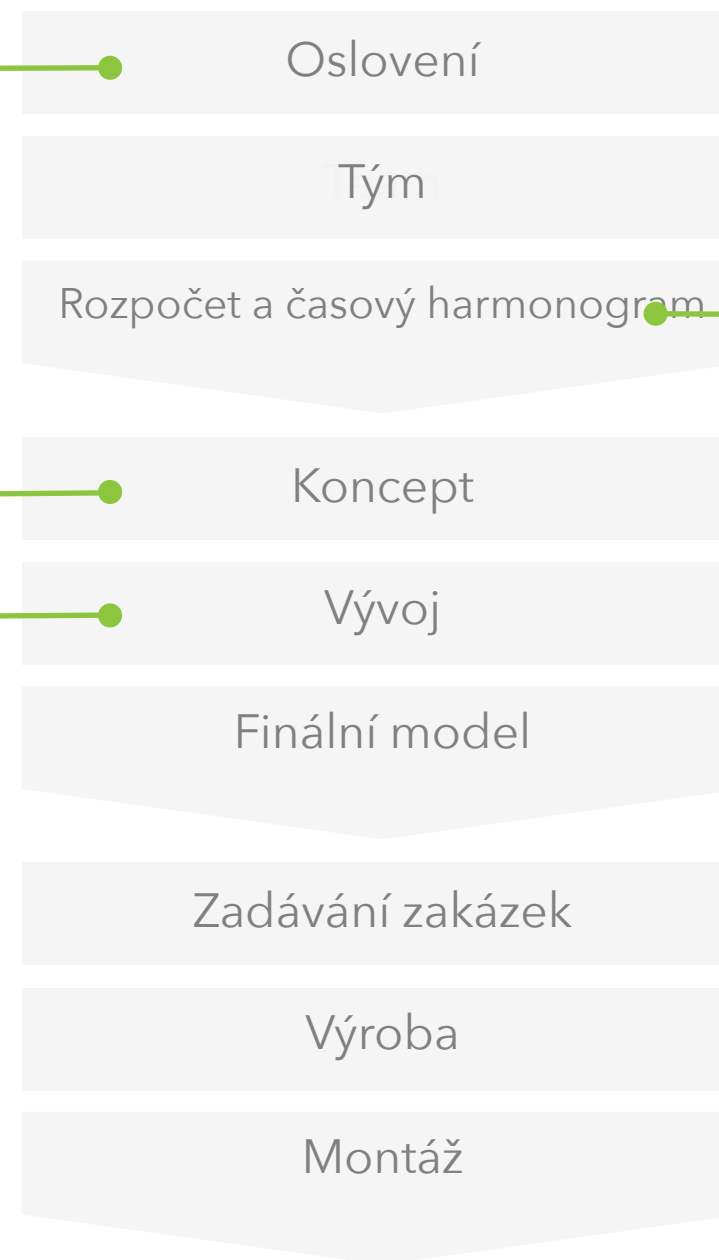 Oslovení
Tým
Rozpočet a časový harmonogram
Koncept
Vývoj
Finální model
Zadávání zakázek
Výroba
Montáž